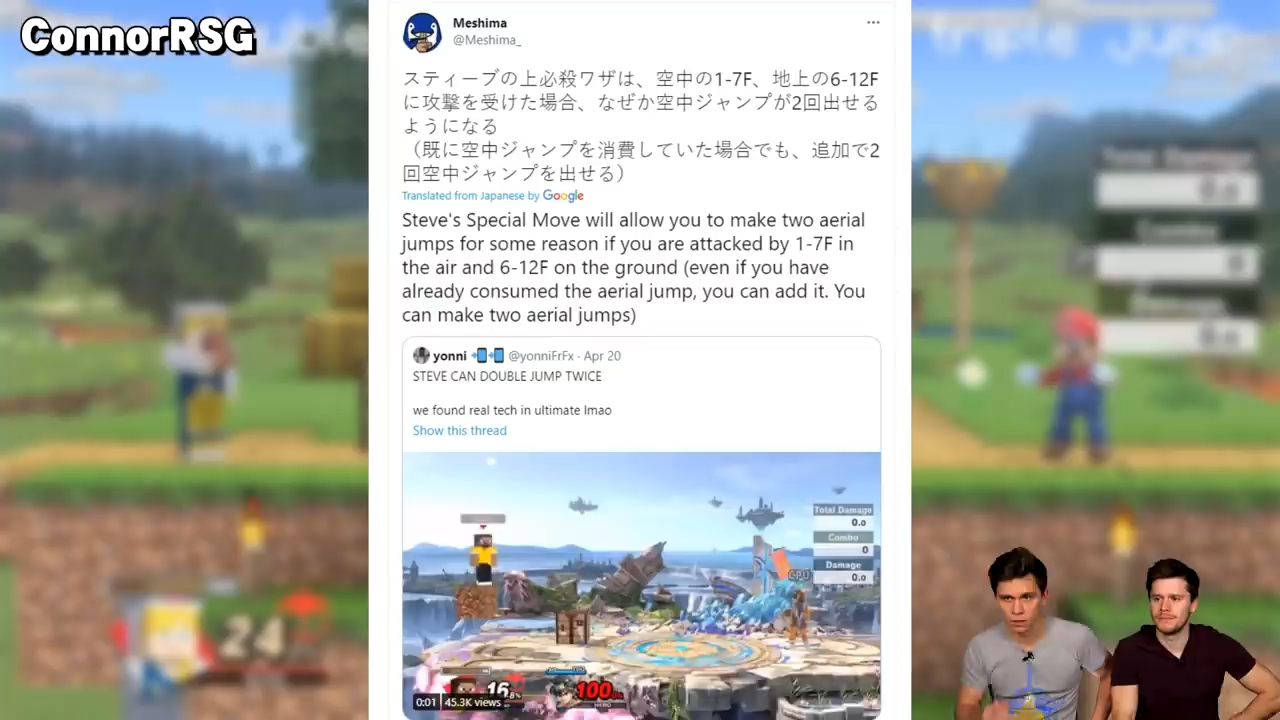 ConnorRSG
Meshima
@Meshima_
スティーブの上必殺ワザは、空中の1-7F、地上の6-12F
に攻撃を受けた場合、なぜか空中ジャンプが2回出せる
ようになる
（既に空中ジャンプを消費していた場合でも、追加で2
回空中ジャンプを出せる）
Translated from Japanese by Google
Steve's Special Move will allow you to make two aerial
jumps for some reason if you are attacked by 1-7F in
the air and 6-12F on the ground (even if you have
already consumed the aerial jump, you can add it. You
can make two aerial jumps)
yonni @yonniFrFx · Apr 20
STEVE CAN DOUBLE JUMP TWICE
we found real tech in ultimate lmao
Show this thread
Total Damage
0.0
Combo
0
Damage
0.0
CPU
16
100
HERO
0:01 45.3K views
Total Damage
Combo
Damage
24